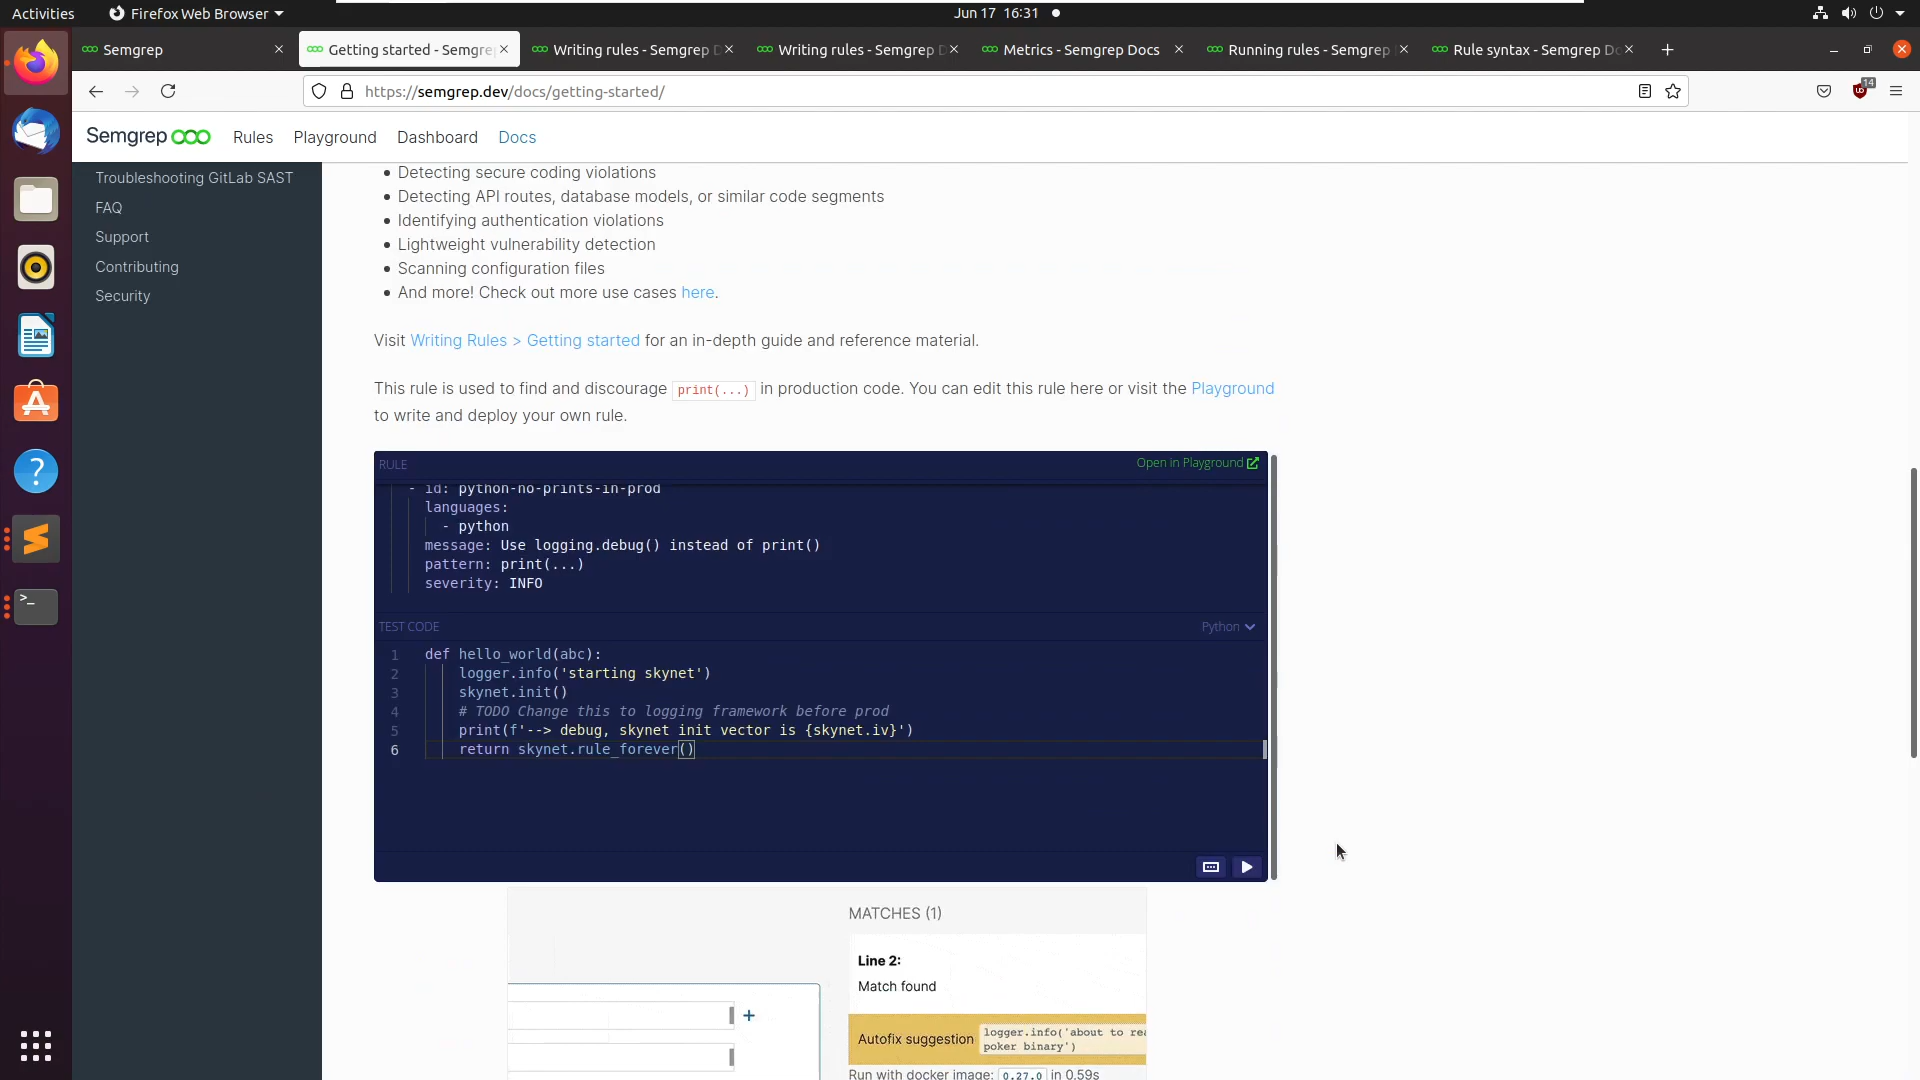 Activities
Firefox Web Browser
Jun 17 16:31
Semgrep
Getting started - Semgre
Writing rules - Semgrep D
Writing rules - Semgrep D
Metrics - Semgrep Docs
Running rules - Semgrep
Rule syntax - Semgrep Do
https://semgrep.dev/docs/getting-started/
14
Semgrep
Rules
Playground
Dashboard
Docs
Troubleshooting GitLab SAST
FAQ
Support
Contributing
Security
Detecting secure coding violations
Detecting API routes, database models, or similar code segments
Identifying authentication violations
Lightweight vulnerability detection
Scanning configuration files
And more! Check out more use cases here.
Visit Writing Rules > Getting started for an in-depth guide and reference material.
This rule is used to find and discourage print(...) in production code. You can edit this rule here or visit the Playground
to write and deploy your own rule.
RULE
Open in Playground
- id: python-no-prints-in-prod
languages:
- python
message: Use logging.debug() instead of print()
pattern: print(...)
severity: INFO
TEST CODE
Python
1 def hello_world(abc):
2 logger.info('starting skynet')
3 skynet.init()
4 # TODO Change this to logging framework before prod
5 print(f'--> debug, skynet init vector is {skynet.iv}')
6 return skynet.rule_forever()
MATCHES (1)
Line 2:
Match found
Autofix suggestion
logger.info('about to rea
poker binary')
Run with docker image: 0.27.0 in 0.59s